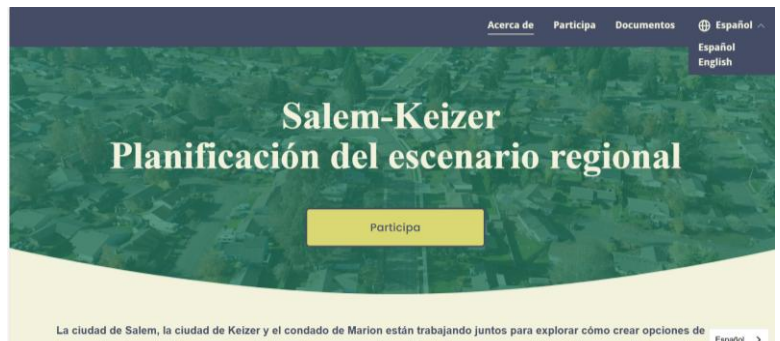 Acerca de Participa Documentos Español
Español
English
Salem-Keizer
Planificación del escenario regional
Participa
La ciudad de Salem, la ciudad de Keizer y el condado de Marion están trabajando juntos para explorar cómo crear opciones de
Español